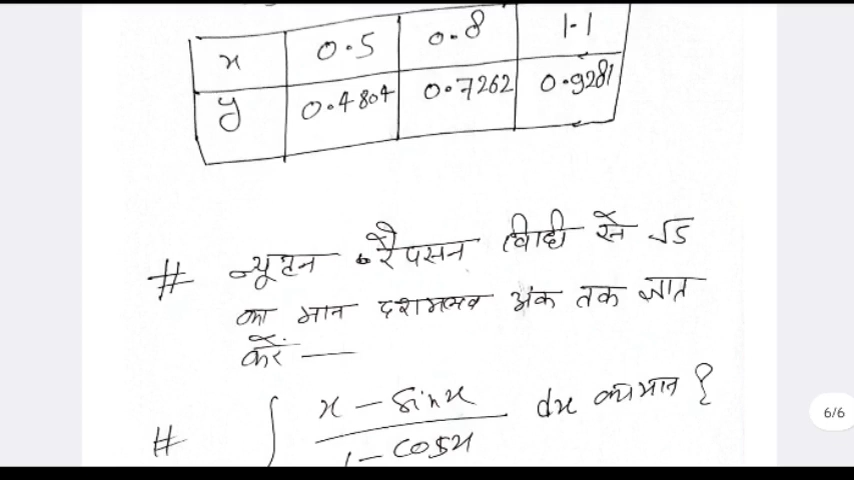 x 0.5 0.8 1.1
y 0.4804 0.7262 0.9281
# न्यूटन रैपसन विधी से √5
का मान दशमलव अंक तक ज्ञात
करें —
# ∫ x - sinx / 1 - cosx dx का मान ?
6/6